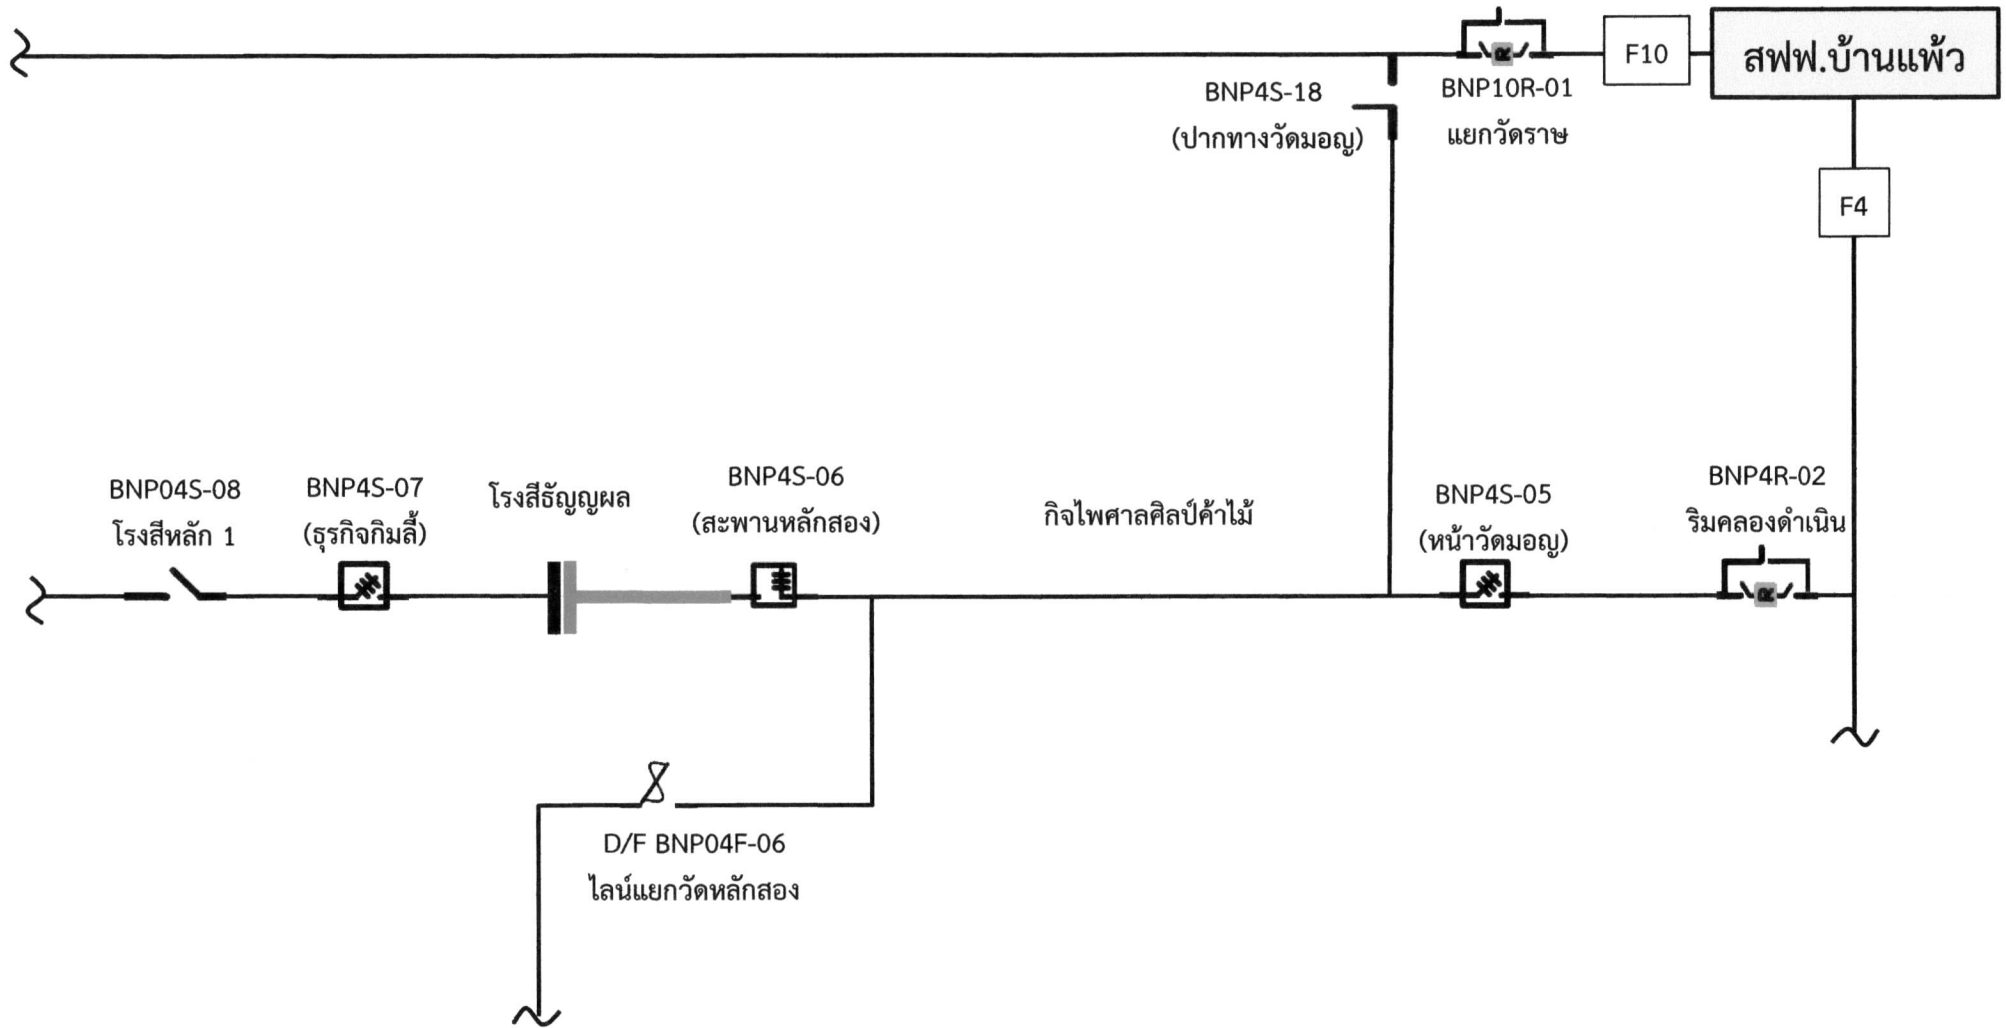 F10
สฟฟ.บ้านแพ้ว
BNP4S-18
(ปากทางวัดมอญ)
BNP10R-01
แยกวัดราษ
R
F4
BNP04S-08
โรงสีหลัก 1
BNP4S-07
(ธุรกิจกิมลี้)
โรงสีธัญญผล
BNP4S-06
(สะพานหลักสอง)
กิจไพศาลศิลป์ค้าไม้
BNP4S-05
(หน้าวัดมอญ)
BNP4R-02
ริมคลองดำเนิน
R
D/F BNP04F-06
ไลน์แยกวัดหลักสอง